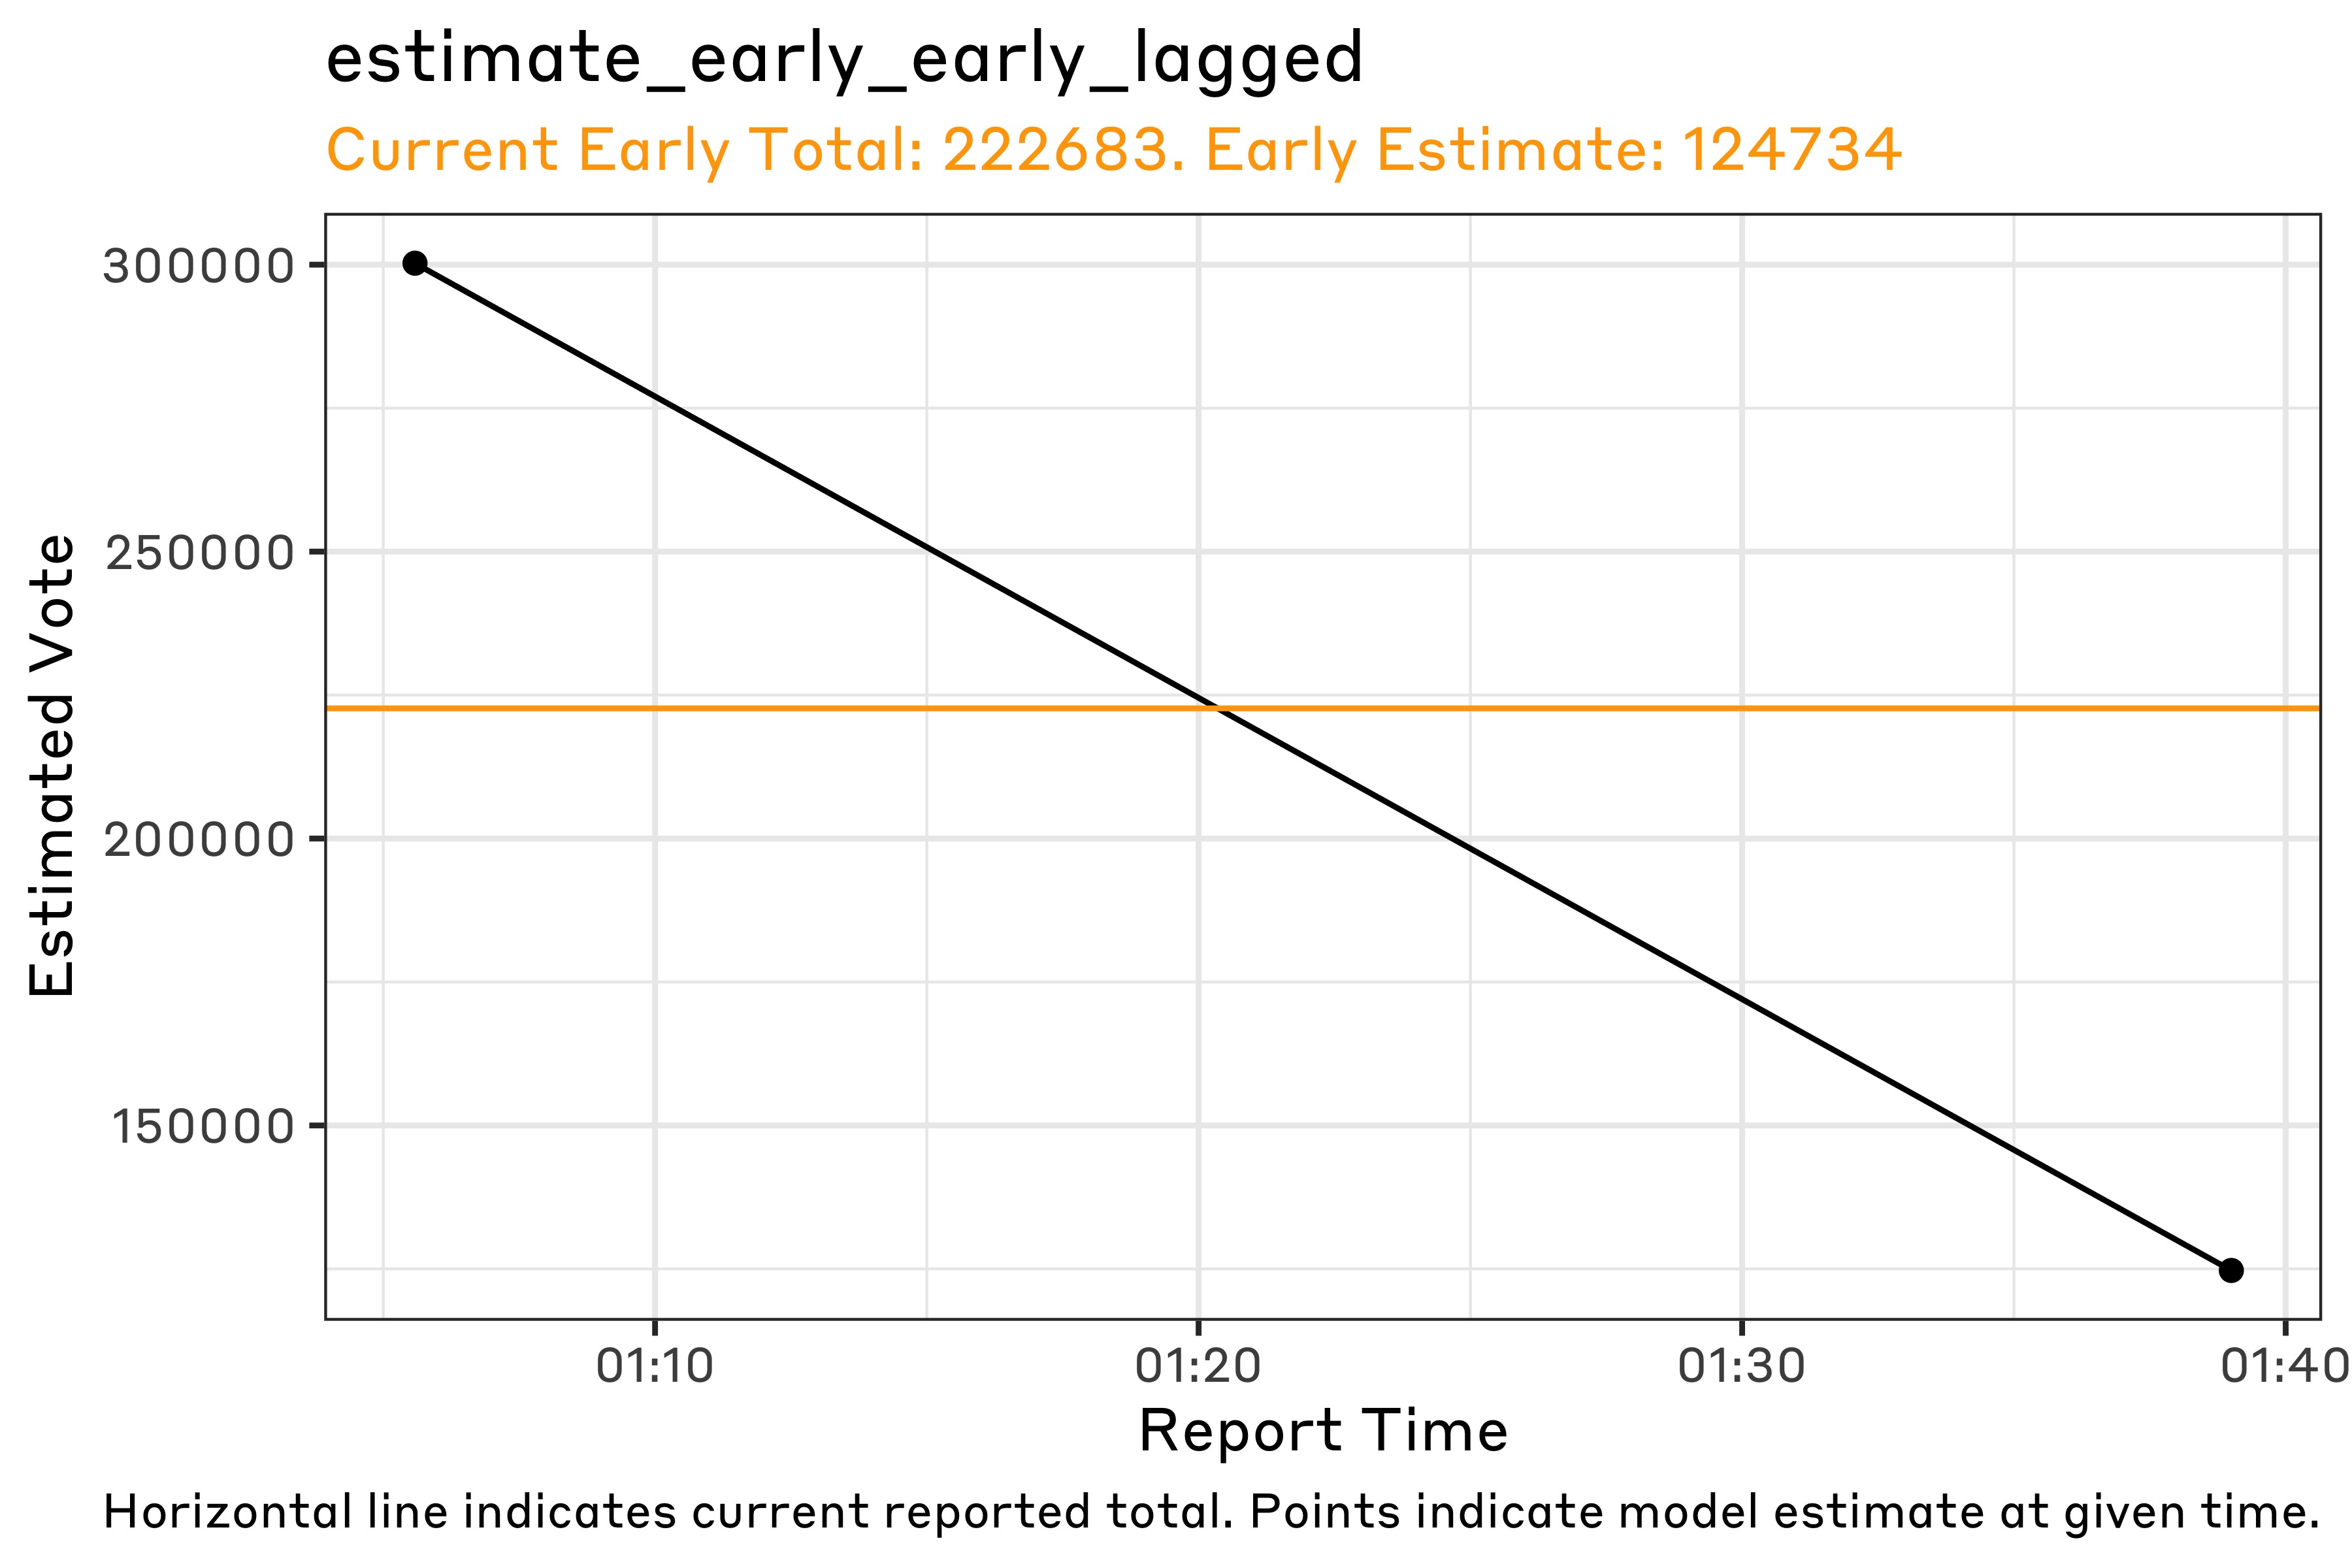 estimate_early_early_lagged
Current Early Total: 222683. Early Estimate: 124734
300000
250000
200000
150000
Estimated Vote
01:10
01:20
01:30
01:40
Report Time
Horizontal line indicates current reported total. Points indicate model estimate at given time.